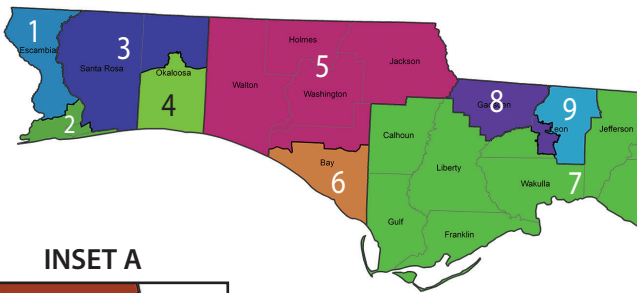 1
Escambia
3
Santa Rosa
Okaloosa
2
4
Holmes
5
Jackson
Walton
Washington
Bay
6
Calhoun
Liberty
Gulf
Franklin
8
9
Leon
Jefferson
Wakulla
7
INSET A